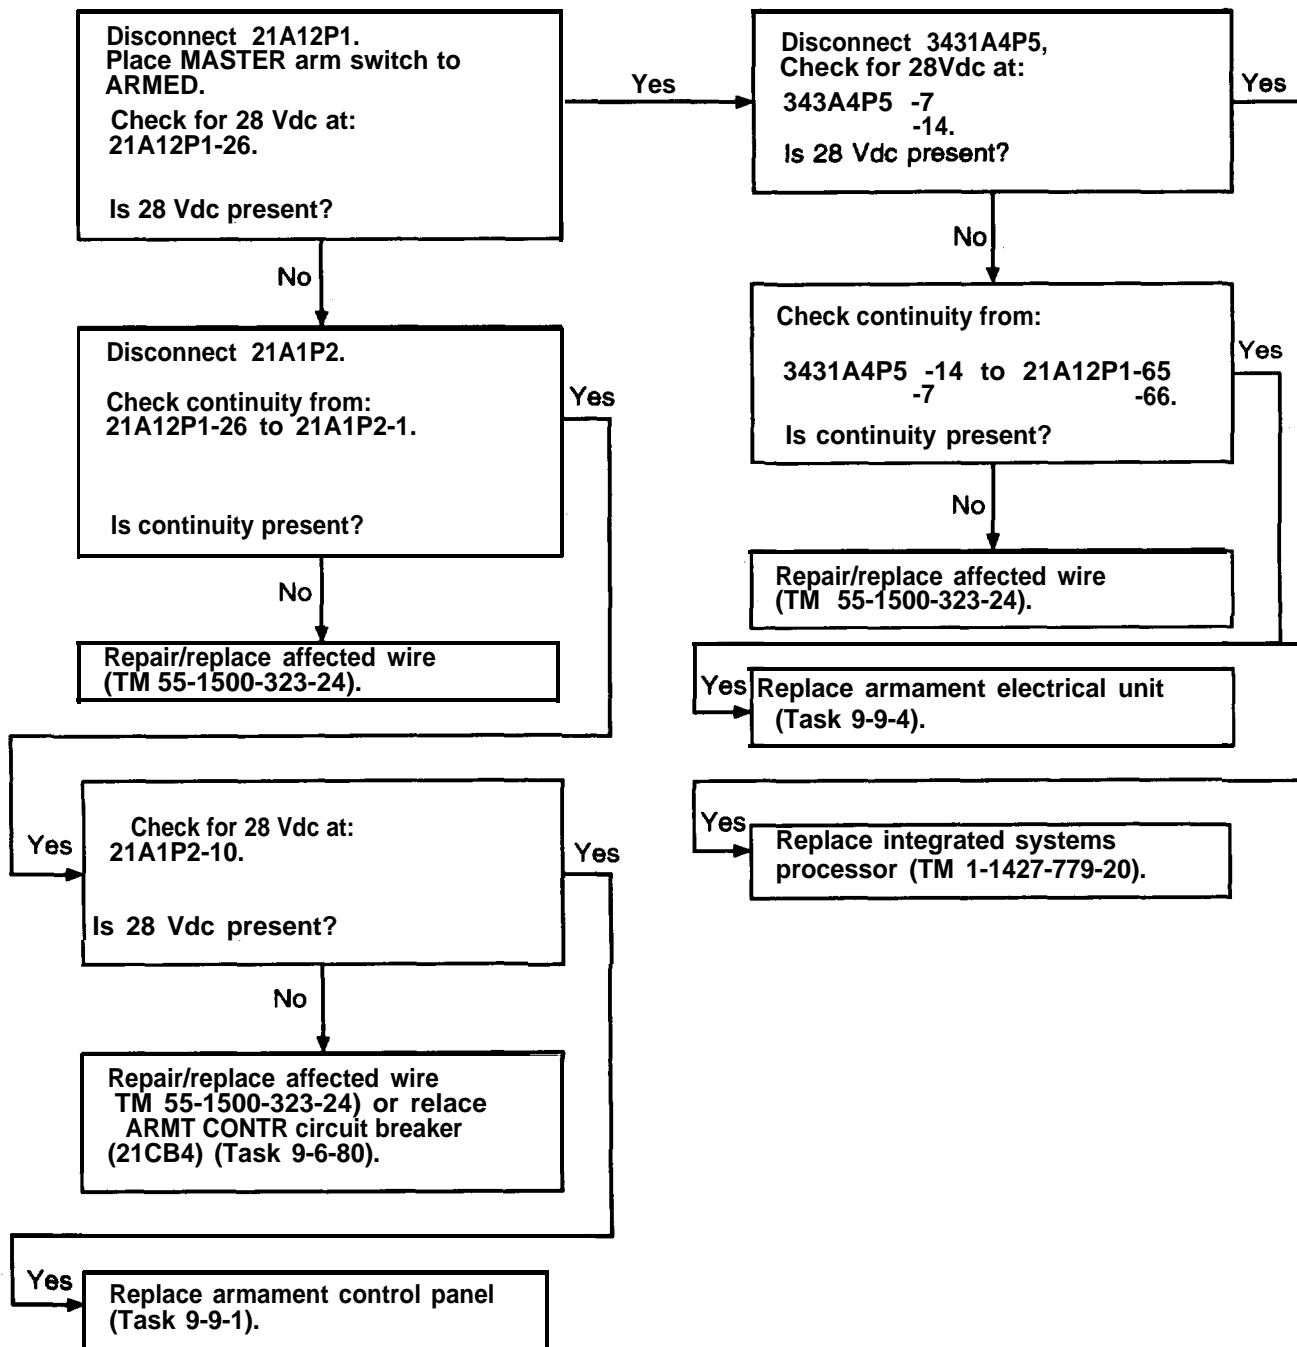 Disconnect 21A12P1.
Place MASTER arm switch to
ARMED.
Check for 28 Vdc at:
21A12P1-26.
Is 28 Vdc present?
Yes
No
Disconnect 3431A4P5,
Check for 28Vdc at:
343A4P5 -7
-14.
Is 28 Vdc present?
Yes
No
Disconnect 21A1P2.
Check continuity from:
21A12P1-26 to 21A1P2-1.
Is continuity present?
Yes
No
Check continuity from:
3431A4P5 -14 to 21A12P1-65
-7 -66.
Is continuity present?
Yes
No
Repair/replace affected wire
(TM 55-1500-323-24).
Repair/replace affected wire
(TM 55-1500-323-24).
Yes
Replace armament electrical unit
(Task 9-9-4).
Yes
Replace integrated systems
processor (TM 1-1427-779-20).
Yes
Check for 28 Vdc at:
21A1P2-10.
Is 28 Vdc present?
Yes
No
Repair/replace affected wire
TM 55-1500-323-24) or relace
ARMT CONTR circuit breaker
(21CB4) (Task 9-6-80).
Yes
Replace armament control panel
(Task 9-9-1).